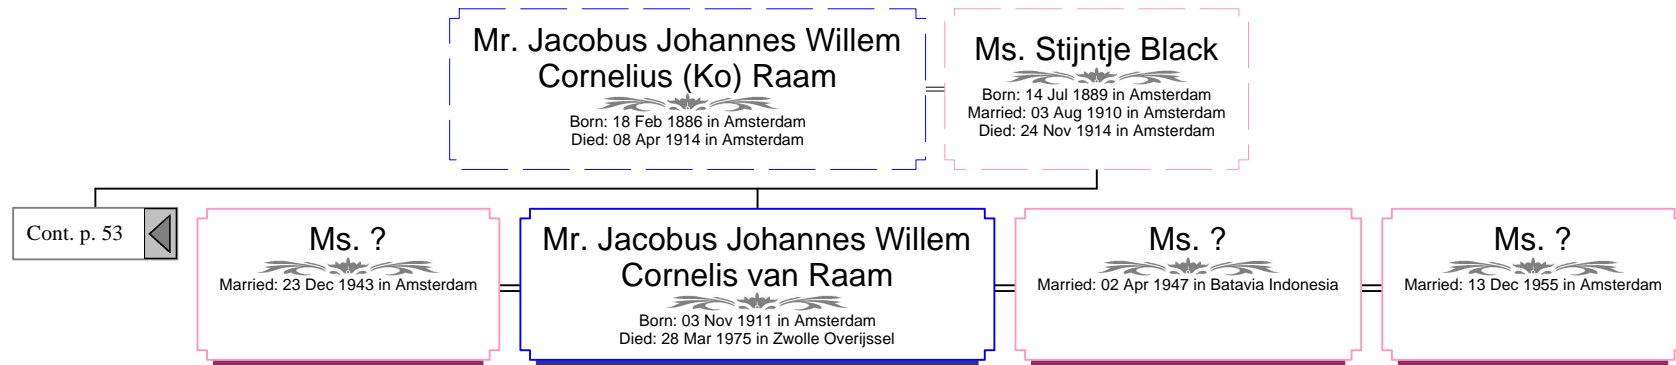 Mr. Jacobus Johannes Willem
Cornelius (Ko) Raam
Born: 18 Feb 1886 in Amsterdam
Died: 08 Apr 1914 in Amsterdam
Ms. Stijntje Black
Born: 14 Jul 1889 in Amsterdam
Married: 03 Aug 1910 in Amsterdam
Died: 24 Nov 1914 in Amsterdam
Cont. p. 53
Ms. ?
Married: 23 Dec 1943 in Amsterdam
Mr. Jacobus Johannes Willem
Cornelis van Raam
Born: 03 Nov 1911 in Amsterdam
Died: 28 Mar 1975 in Zwolle Overijssel
Ms. ?
Married: 02 Apr 1947 in Batavia Indonesia
Ms. ?
Married: 13 Dec 1955 in Amsterdam